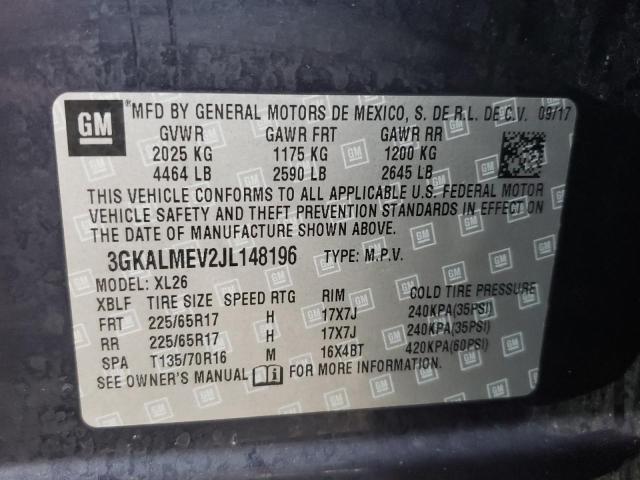 GM ®MFD BY GENERAL MOTORS DE MEXICO, S. DE R.L. DE C.V. 09/17
GVWR GAWR FRT GAWR RR
2025 KG 1175 KG 1200 KG
4464 LB 2590 LB 2645 LB
THIS VEHICLE CONFORMS TO ALL APPLICABLE U.S. FEDERAL MOTOR
VEHICLE SAFETY AND THEFT PREVENTION STANDARDS IN EFFECT ON
THE DATE OF MANUFACTURE SHOWN ABOVE.
3GKALMEV2JL148196 TYPE: M.P.V.
MODEL: XL26
XBLF TIRE SIZE SPEED RTG RIM COLD TIRE PRESSURE
FRT 225/65R17 H 17X7J 240KPA(35PSI)
RR 225/65R17 H 17X7J 240KPA(35PSI)
SPA T135/70R16 M 16X4BT 420KPA(60PSI)
SEE OWNER'S MANUAL FOR MORE INFORMATION.